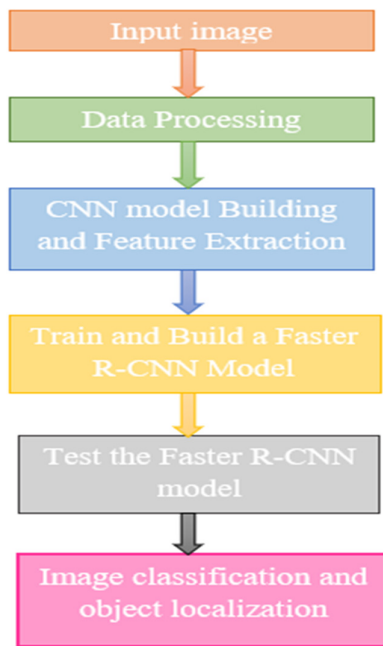 Input image
Data Processing
CNN model Building
and Feature Extraction
Train and Build a Faster
R-CNN Model
Test the Faster R-CNN
model
Image classification and
object localization